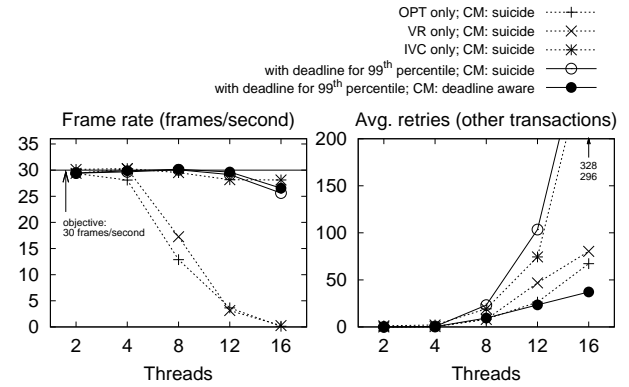 OPT only; CM: suicide
VR only; CM: suicide
IVC only; CM: suicide
with deadline for 99th percentile; CM: suicide
with deadline for 99th percentile; CM: deadline aware
Frame rate (frames/second)
35
30
25
20
15
10
5
0
objective:
30 frames/second
2 4 8 12 16
Threads
Avg. retries (other transactions)
200
150
100
50
0
328
296
2 4 8 12 16
Threads